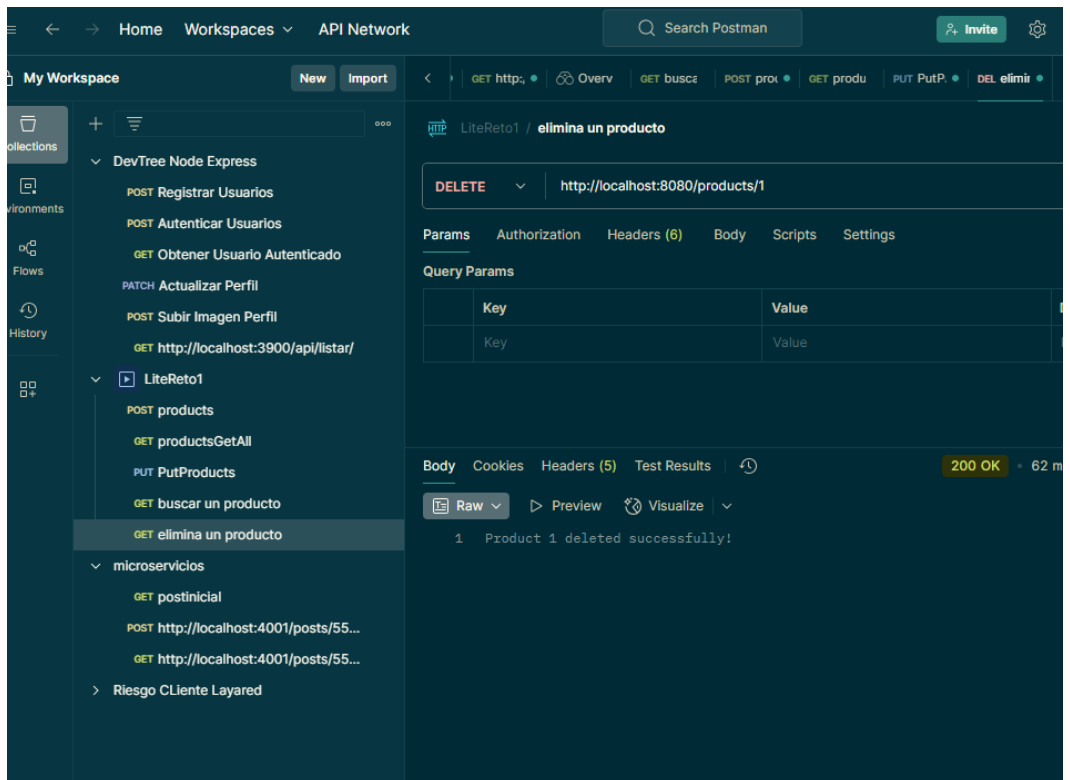 Home Workspaces API Network Search Postman Invite
My Workspace New Import GET http:, Overv GET busca POST pro GET produ PUT PutP. DEL elimir
ollections
LiteReto1 / elimina un producto
DevTree Node Express
vironments
POST Registrar Usuarios
DELETE http://localhost:8080/products/1
POST Autenticar Usuarios
Params Authorization Headers (6) Body Scripts Settings
GET Obtener Usuario Autenticado
Flows
Query Params
PATCH Actualizar Perfil
Key Value
POST Subir Imagen Perfil
History
Key Value
GET http://localhost:3900/api/listar/
LiteReto1
POST products
GET productsGetAll
PUT PutProducts
Body Cookies Headers (5) Test Results 200 OK • 62 m
GET buscar un producto
Raw Preview Visualize
GET elimina un producto
1 Product 1 deleted successfully!
microservicios
GET postinicial
POST http://localhost:4001/posts/55...
GET http://localhost:4001/posts/55...
Riesgo CLiente Layared